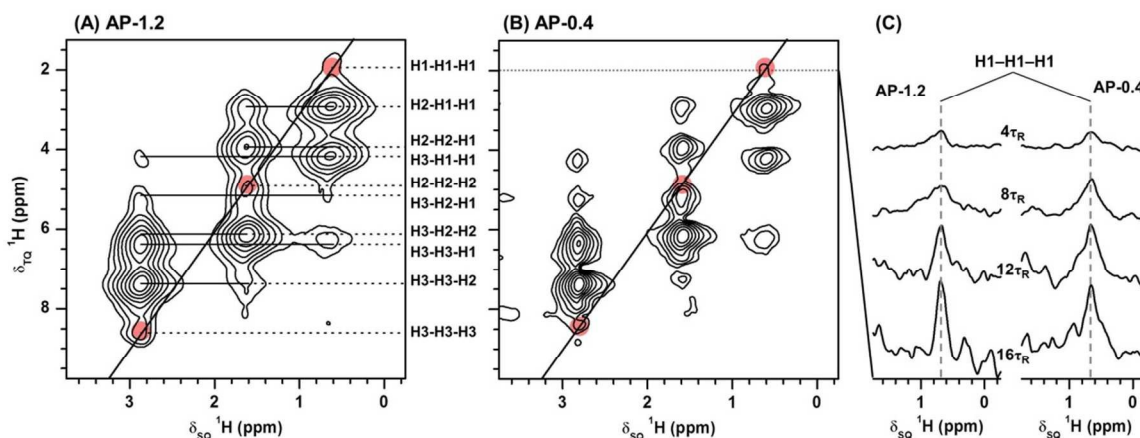 (A) AP-1.2
2
4
6
8
δTQ ¹H (ppm)
3 2 1 0
δSQ ¹H (ppm)
H1-H1-H1
H2-H1-H1
H2-H2-H1
H3-H1-H1
H2-H2-H2
H3-H2-H1
H3-H2-H2
H3-H3-H1
H3-H3-H2
H3-H3-H3
(B) AP-0.4
3 2 1 0
δSQ ¹H (ppm)
(C)
H1–H1–H1
AP-1.2 AP-0.4
4τR
8τR
12τR
16τR
1 0 1 0
δSQ ¹H (ppm) δSQ ¹H (ppm)